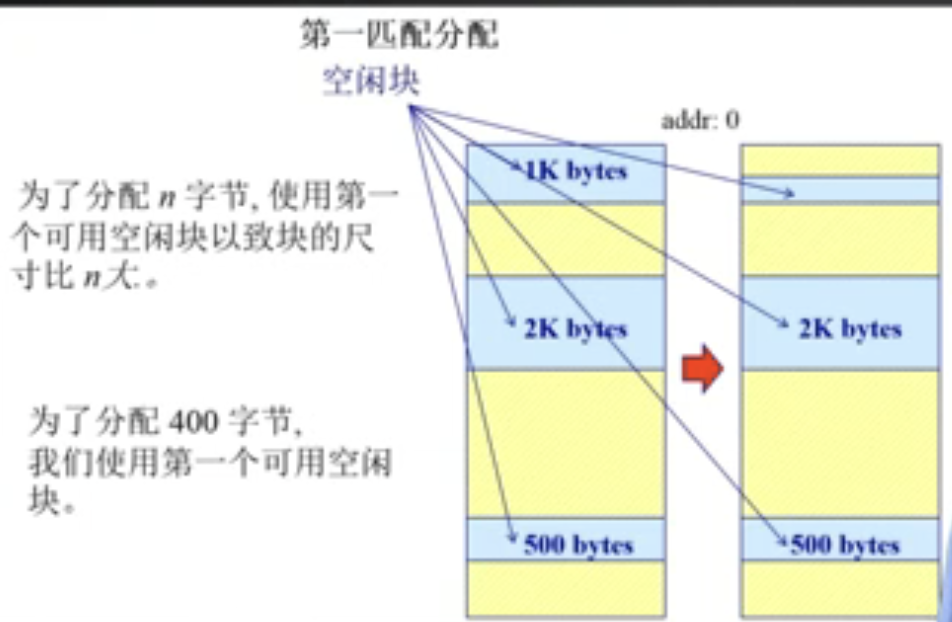 第一匹配分配
空闲块
addr: 0
为了分配 n 字节, 使用第一
个可用空闲块以致块的尺
寸比 n大.。
为了分配 400 字节,
我们使用第一个可用空闲
块。
1K bytes
2K bytes
500 bytes
2K bytes
500 bytes